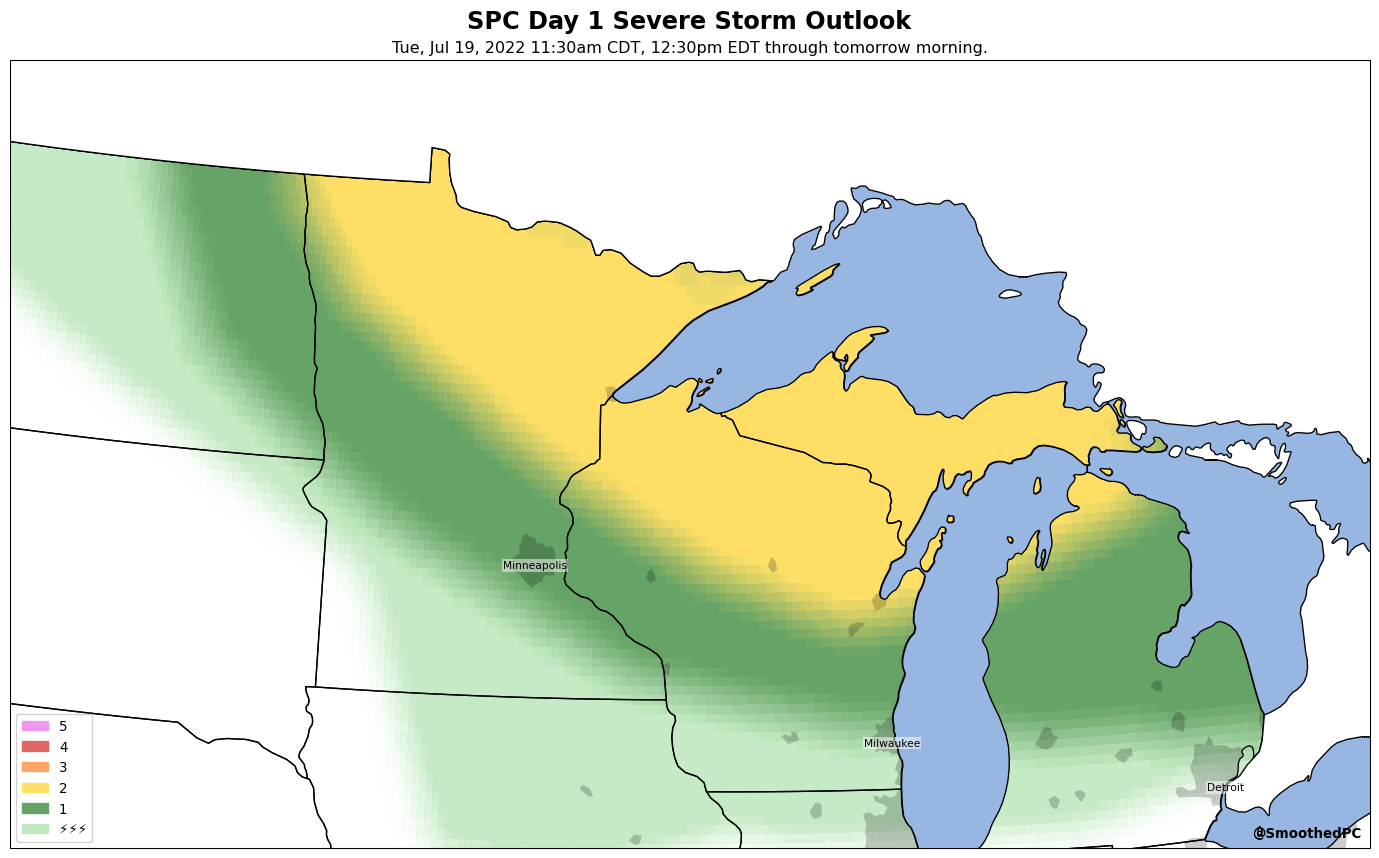 SPC Day 1 Severe Storm Outlook
Tue, Jul 19, 2022 11:30am CDT, 12:30pm EDT through tomorrow morning.
Minneapolis
Milwaukee
Detroit
5
4
3
2
1
⚡⚡⚡
@SmoothedPC